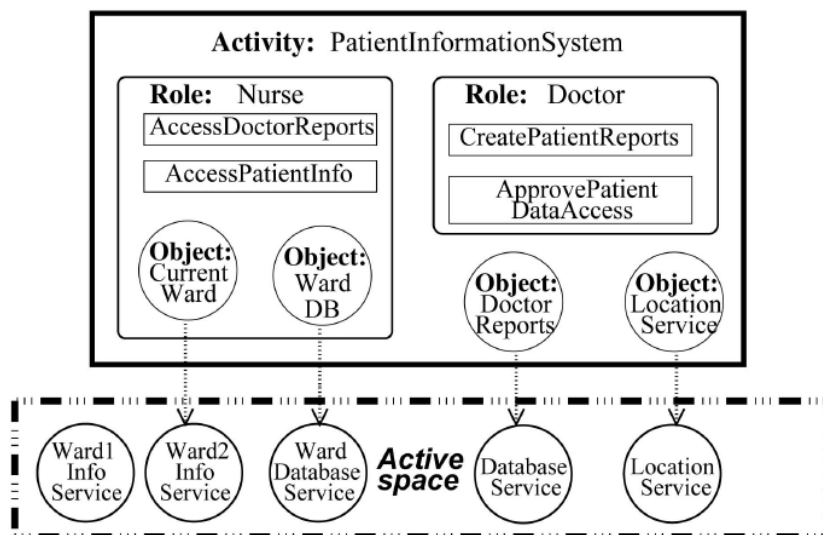 Activity: PatientInformationSystem
Role: Nurse
AccessDoctorReports
AccessPatientInfo
Object:
Current
Ward
Object:
Ward
DB
Role: Doctor
CreatePatientReports
ApprovePatient
DataAccess
Object:
Doctor
Reports
Object:
Location
Service
Ward1
Info
Service
Ward2
Info
Service
Ward
Database
Service
Active
space
Database
Service
Location
Service